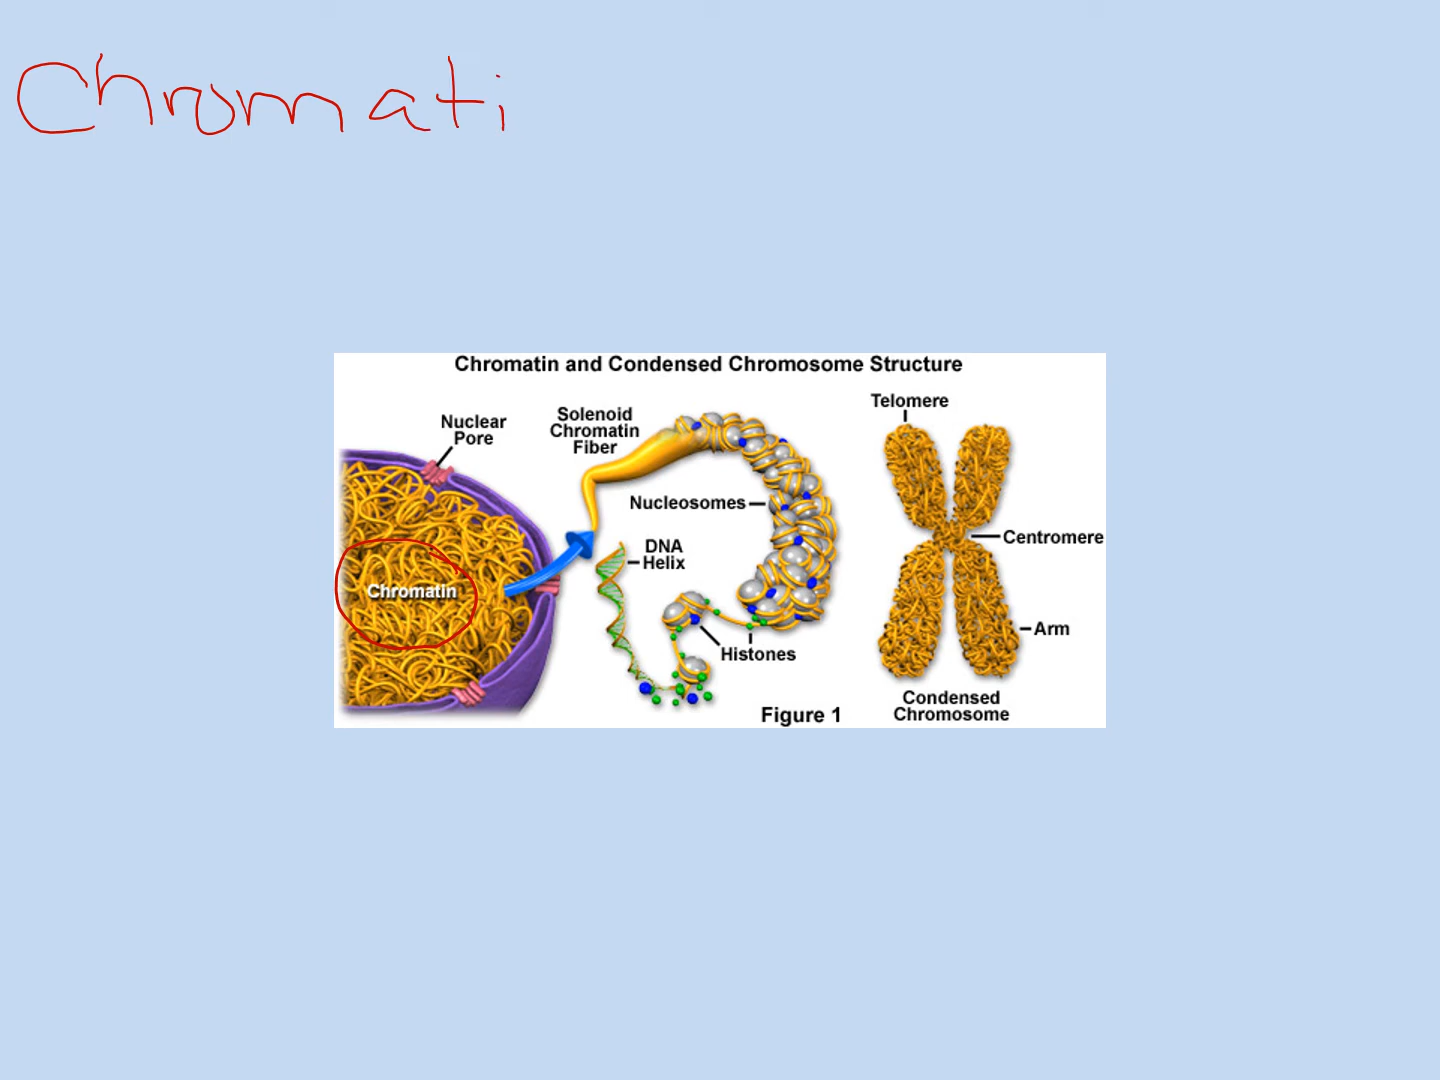 Chromati
Chromatin and Condensed Chromosome Structure
Nuclear
Pore
Solenoid
Chromatin
Fiber
Telomere
Nucleosomes
Centromere
DNA
Helix
Chromatin
Arm
Histones
Condensed
Chromosome
Figure 1